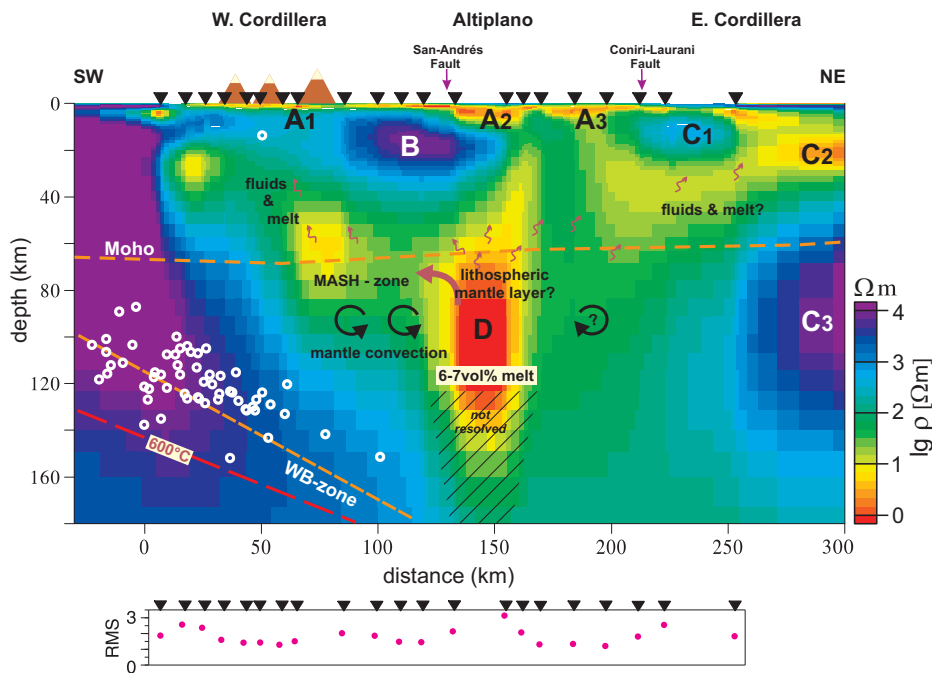 W. Cordillera Altiplano E. Cordillera
San-Andrés
Fault
Coniri-Laurani
Fault
SW NE
0
40
80
120
160
depth (km)
A1 A2 A3
B
C1
C2
C3
D
fluids
&
melt
fluids & melt?
Moho
MASH - zone
lithospheric
mantle layer?
?
mantle convection
6-7vol% melt
not
resolved
600°C
WB-zone
Ωm
4
3
2
1
0
lg ρ [Ωm]
0 50 100 150 200 250 300
distance (km)
3
0
RMS